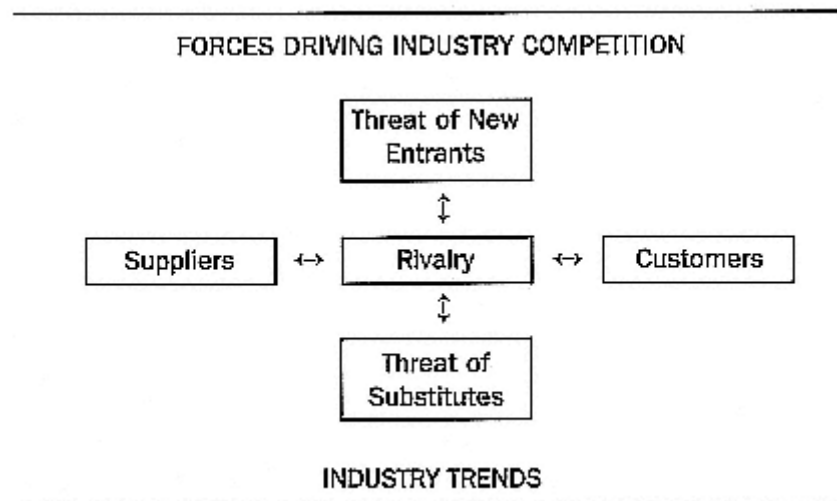 FORCES DRIVING INDUSTRY COMPETITION
Threat of New
Entrants
Suppliers ↔ Rivalry ↔ Customers
Threat of
Substitutes
INDUSTRY TRENDS